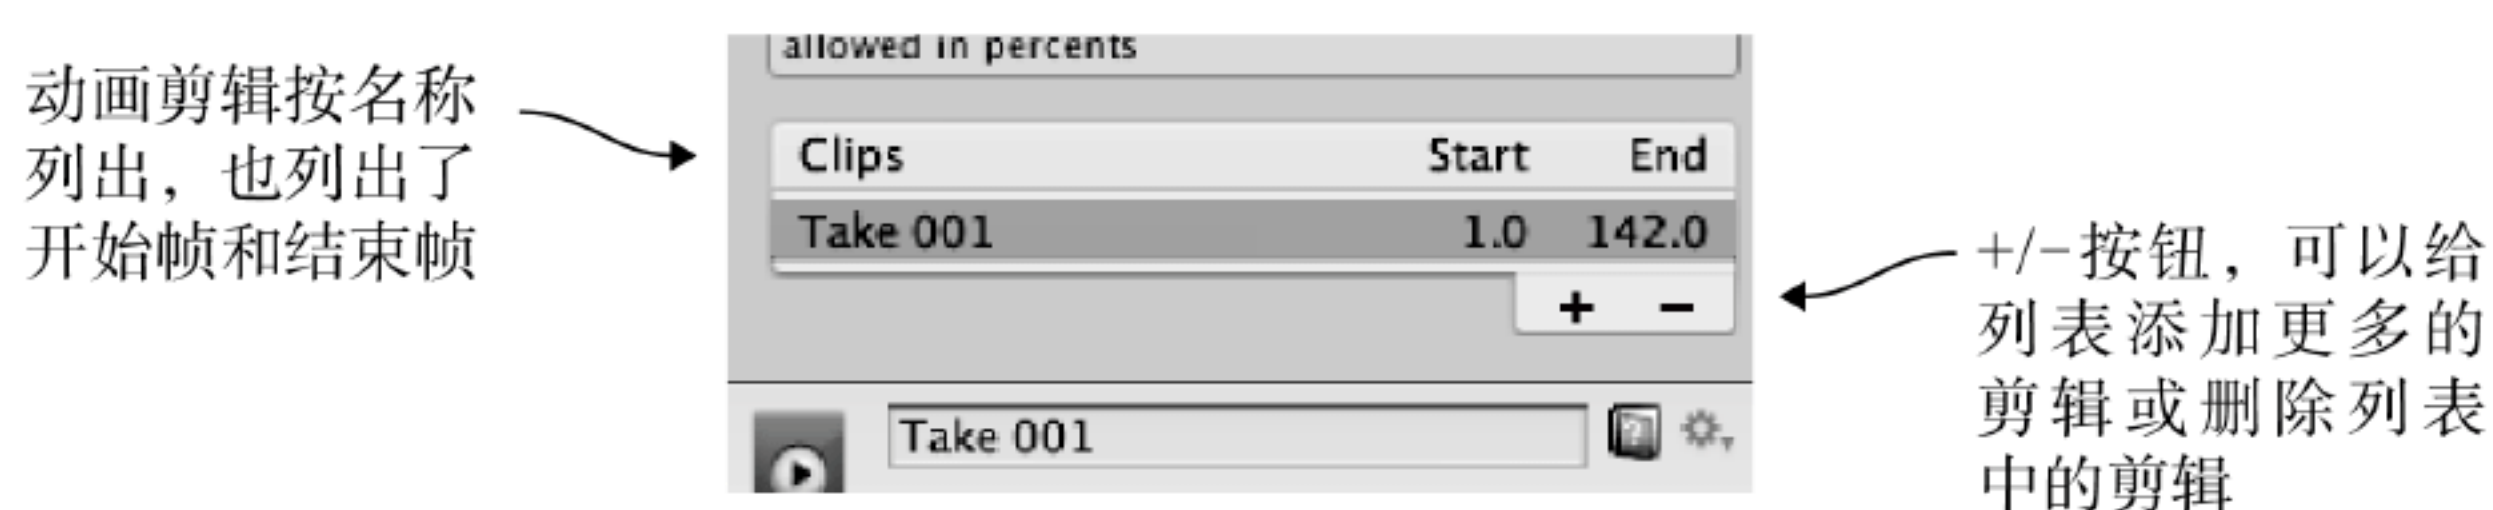 动画剪辑按名称
列出，也列出了
开始帧和结束帧
allowed in percents
Clips Start End
Take 001 1.0 142.0
+ −
Take 001
+/−按钮，可以给
列表添加更多的
剪辑或删除列表
中的剪辑